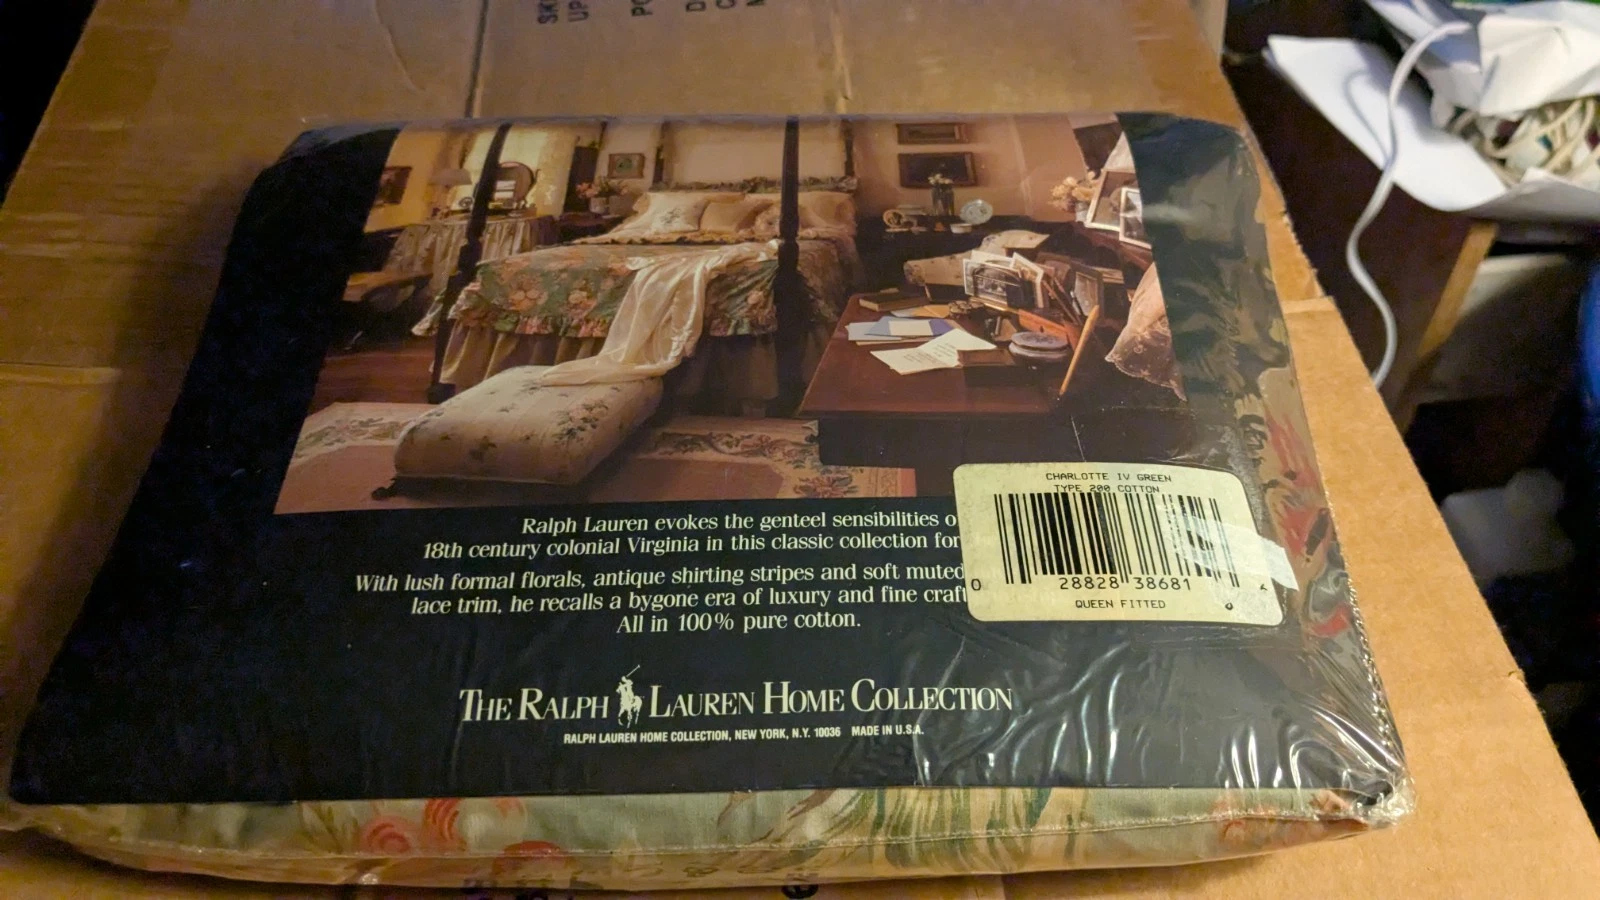 CHARLOTTE IV GREEN
TYPE 200 COTTON
0 28828 38681
QUEEN FITTED
Ralph Lauren evokes the genteel sensibilities
18th century colonial Virginia in this classic collection for
With lush formal florals, antique shirting stripes and soft muted
lace trim, he recalls a bygone era of luxury and fine
All in 100% pure cotton.
THE RALPH LAUREN HOME COLLECTION
RALPH LAUREN HOME COLLECTION, NEW YORK, N.Y. 10036 MADE IN U.S.A.